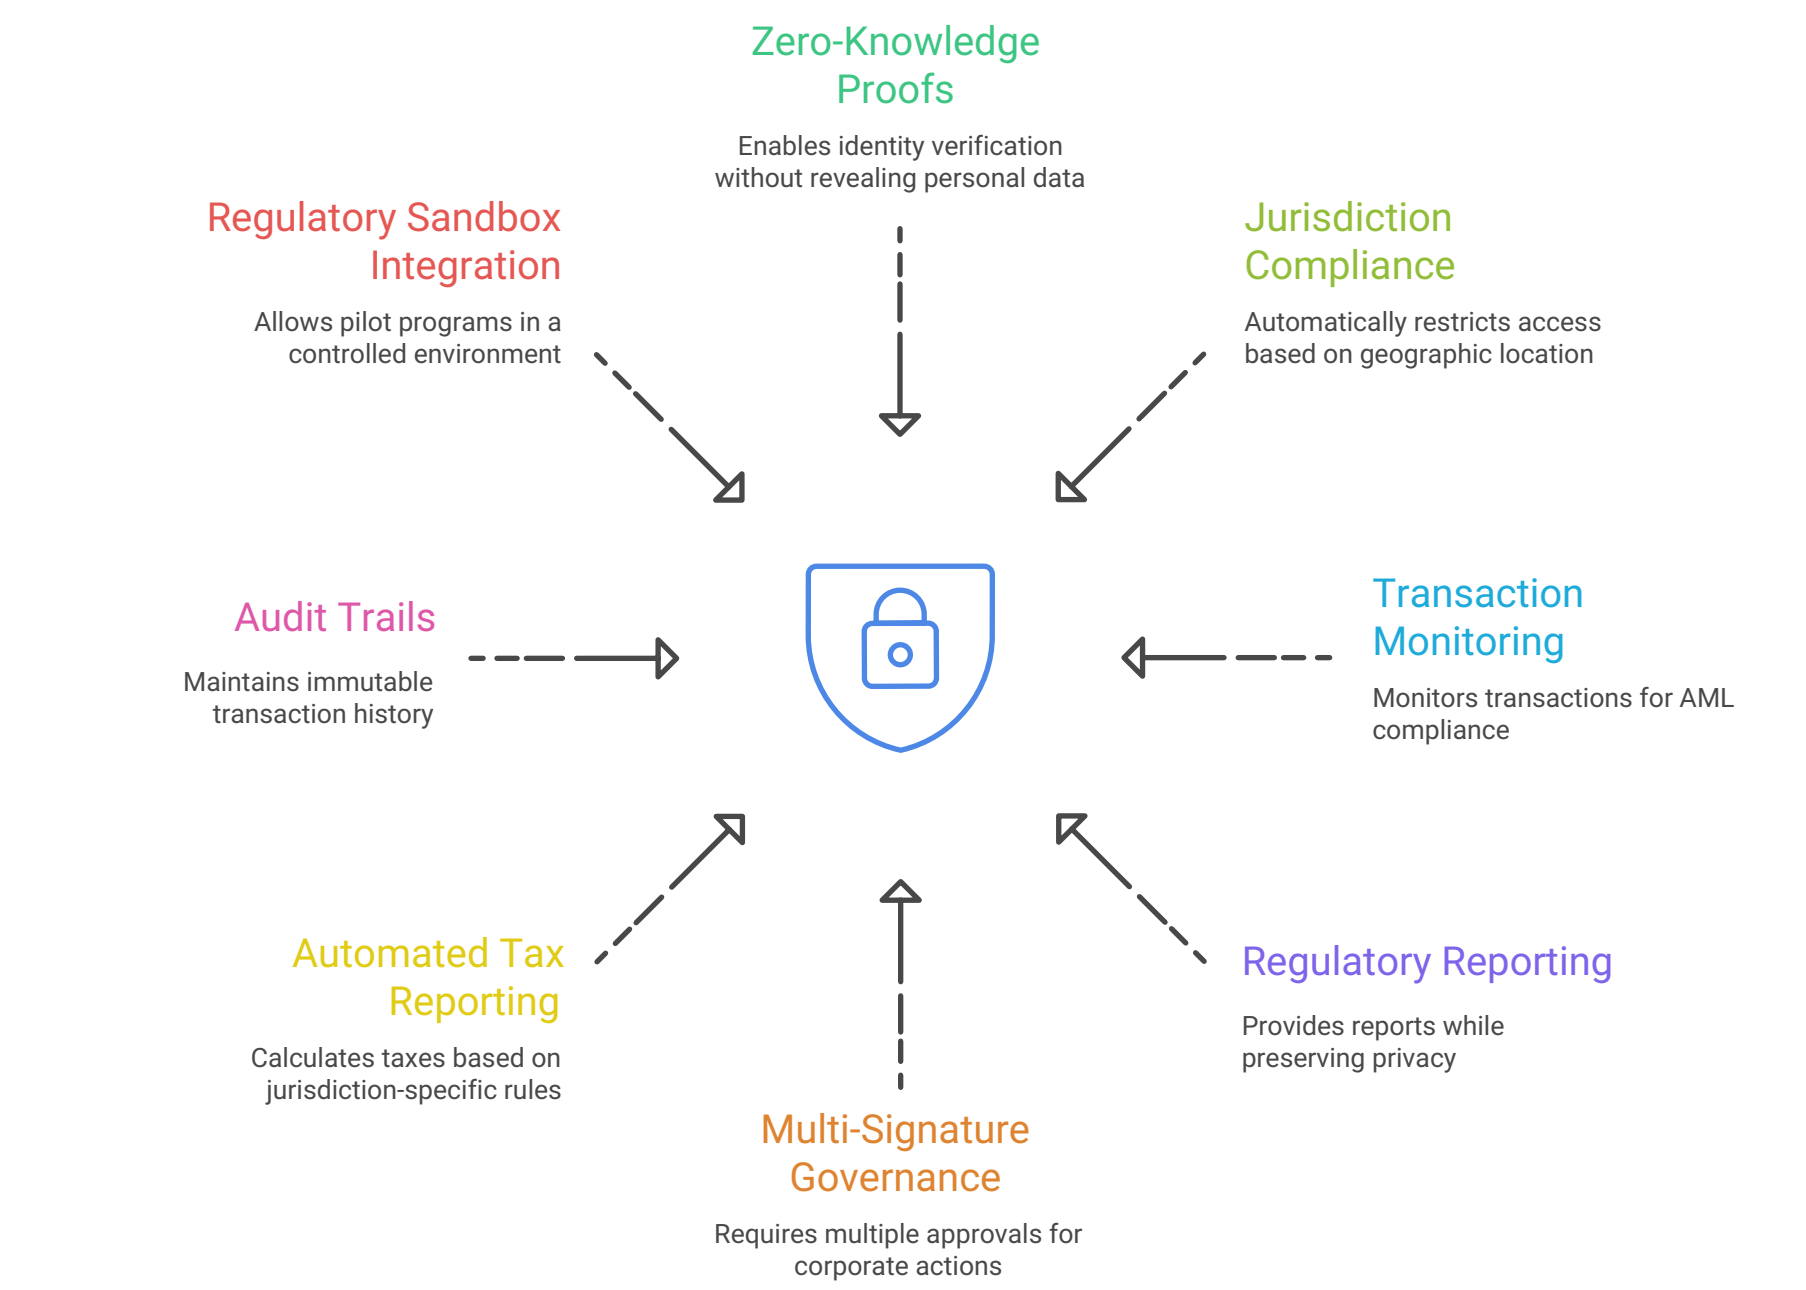 Zero-Knowledge
Proofs
Enables identity verification
without revealing personal data
Regulatory Sandbox
Integration
Allows pilot programs in a
controlled environment
Jurisdiction
Compliance
Automatically restricts access
based on geographic location
Audit Trails
Maintains immutable
transaction history
Transaction
Monitoring
Monitors transactions for AML
compliance
Automated Tax
Reporting
Calculates taxes based on
jurisdiction-specific rules
Regulatory Reporting
Provides reports while
preserving privacy
Multi-Signature
Governance
Requires multiple approvals for
corporate actions